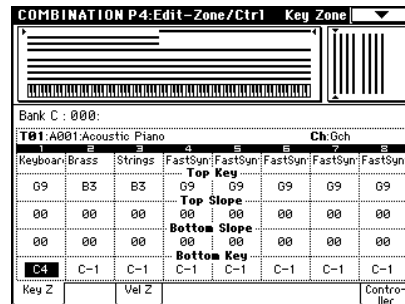 COMBINATION P4:Edit-Zone/Ctrl Key Zone
Bank C : 000:
T01:A001:Acoustic Piano Ch:Gch
1 2 3 4 5 6 7 8
Keyboar Brass Strings FastSyn FastSyn FastSyn FastSyn FastSyn
Top Key
G9 B3 B3 G9 G9 G9 G9 G9
Top Slope
00 00 00 00 00 00 00 00
Bottom Slope
00 00 00 00 00 00 00 00
Bottom Key
C4 C-1 C-1 C-1 C-1 C-1 C-1 C-1
Key Z Vel Z Contro-
ller